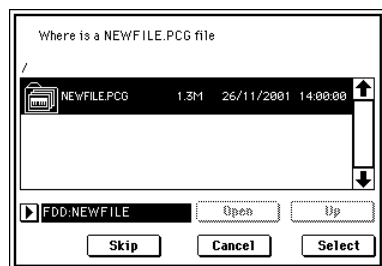 Where is a NEWFILE.PCG file
/
NEWFILE.PCG 1.3M 26/11/2001 14:00:00
FDD:NEWFILE Open Up
Skip Cancel Select